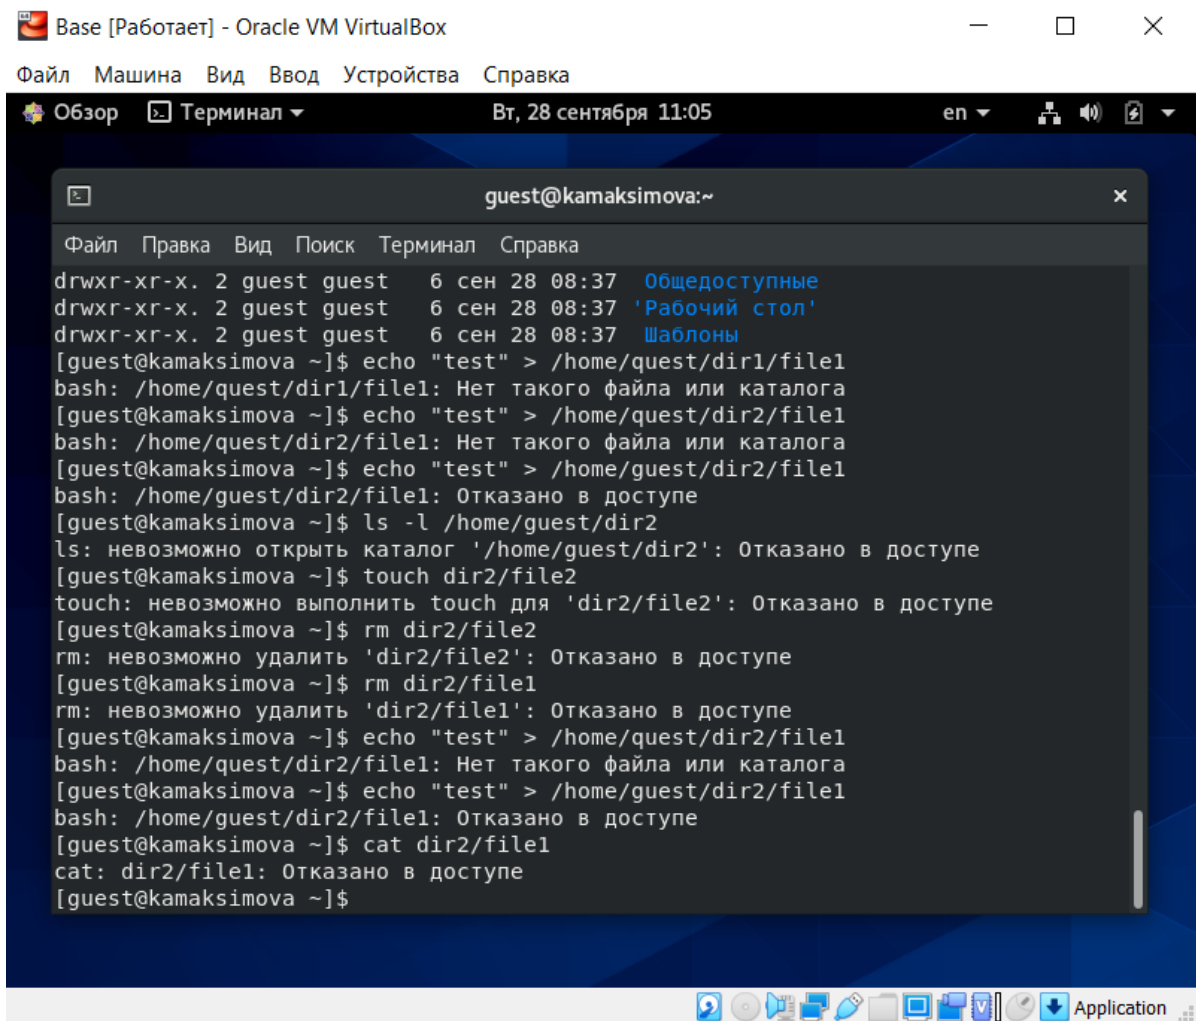 Base [Работает] - Oracle VM VirtualBox
Файл Машина Вид Ввод Устройства Справка
Обзор Терминал Вт, 28 сентября 11:05 en
guest@kamaksimova:~
Файл Правка Вид Поиск Терминал Справка
drwxr-xr-x. 2 guest guest   6 сен 28 08:37  Общедоступные
drwxr-xr-x. 2 guest guest   6 сен 28 08:37 'Рабочий стол'
drwxr-xr-x. 2 guest guest   6 сен 28 08:37  Шаблоны
[guest@kamaksimova ~]$ echo "test" > /home/quest/dir1/file1
bash: /home/quest/dir1/file1: Нет такого файла или каталога
[guest@kamaksimova ~]$ echo "test" > /home/quest/dir2/file1
bash: /home/quest/dir2/file1: Нет такого файла или каталога
[guest@kamaksimova ~]$ echo "test" > /home/guest/dir2/file1
bash: /home/guest/dir2/file1: Отказано в доступе
[guest@kamaksimova ~]$ ls -l /home/guest/dir2
ls: невозможно открыть каталог '/home/guest/dir2': Отказано в доступе
[guest@kamaksimova ~]$ touch dir2/file2
touch: невозможно выполнить touch для 'dir2/file2': Отказано в доступе
[guest@kamaksimova ~]$ rm dir2/file2
rm: невозможно удалить 'dir2/file2': Отказано в доступе
[guest@kamaksimova ~]$ rm dir2/file1
rm: невозможно удалить 'dir2/file1': Отказано в доступе
[guest@kamaksimova ~]$ echo "test" > /home/quest/dir2/file1
bash: /home/quest/dir2/file1: Нет такого файла или каталога
[guest@kamaksimova ~]$ echo "test" > /home/guest/dir2/file1
bash: /home/guest/dir2/file1: Отказано в доступе
[guest@kamaksimova ~]$ cat dir2/file1
cat: dir2/file1: Отказано в доступе
[guest@kamaksimova ~]$
Application